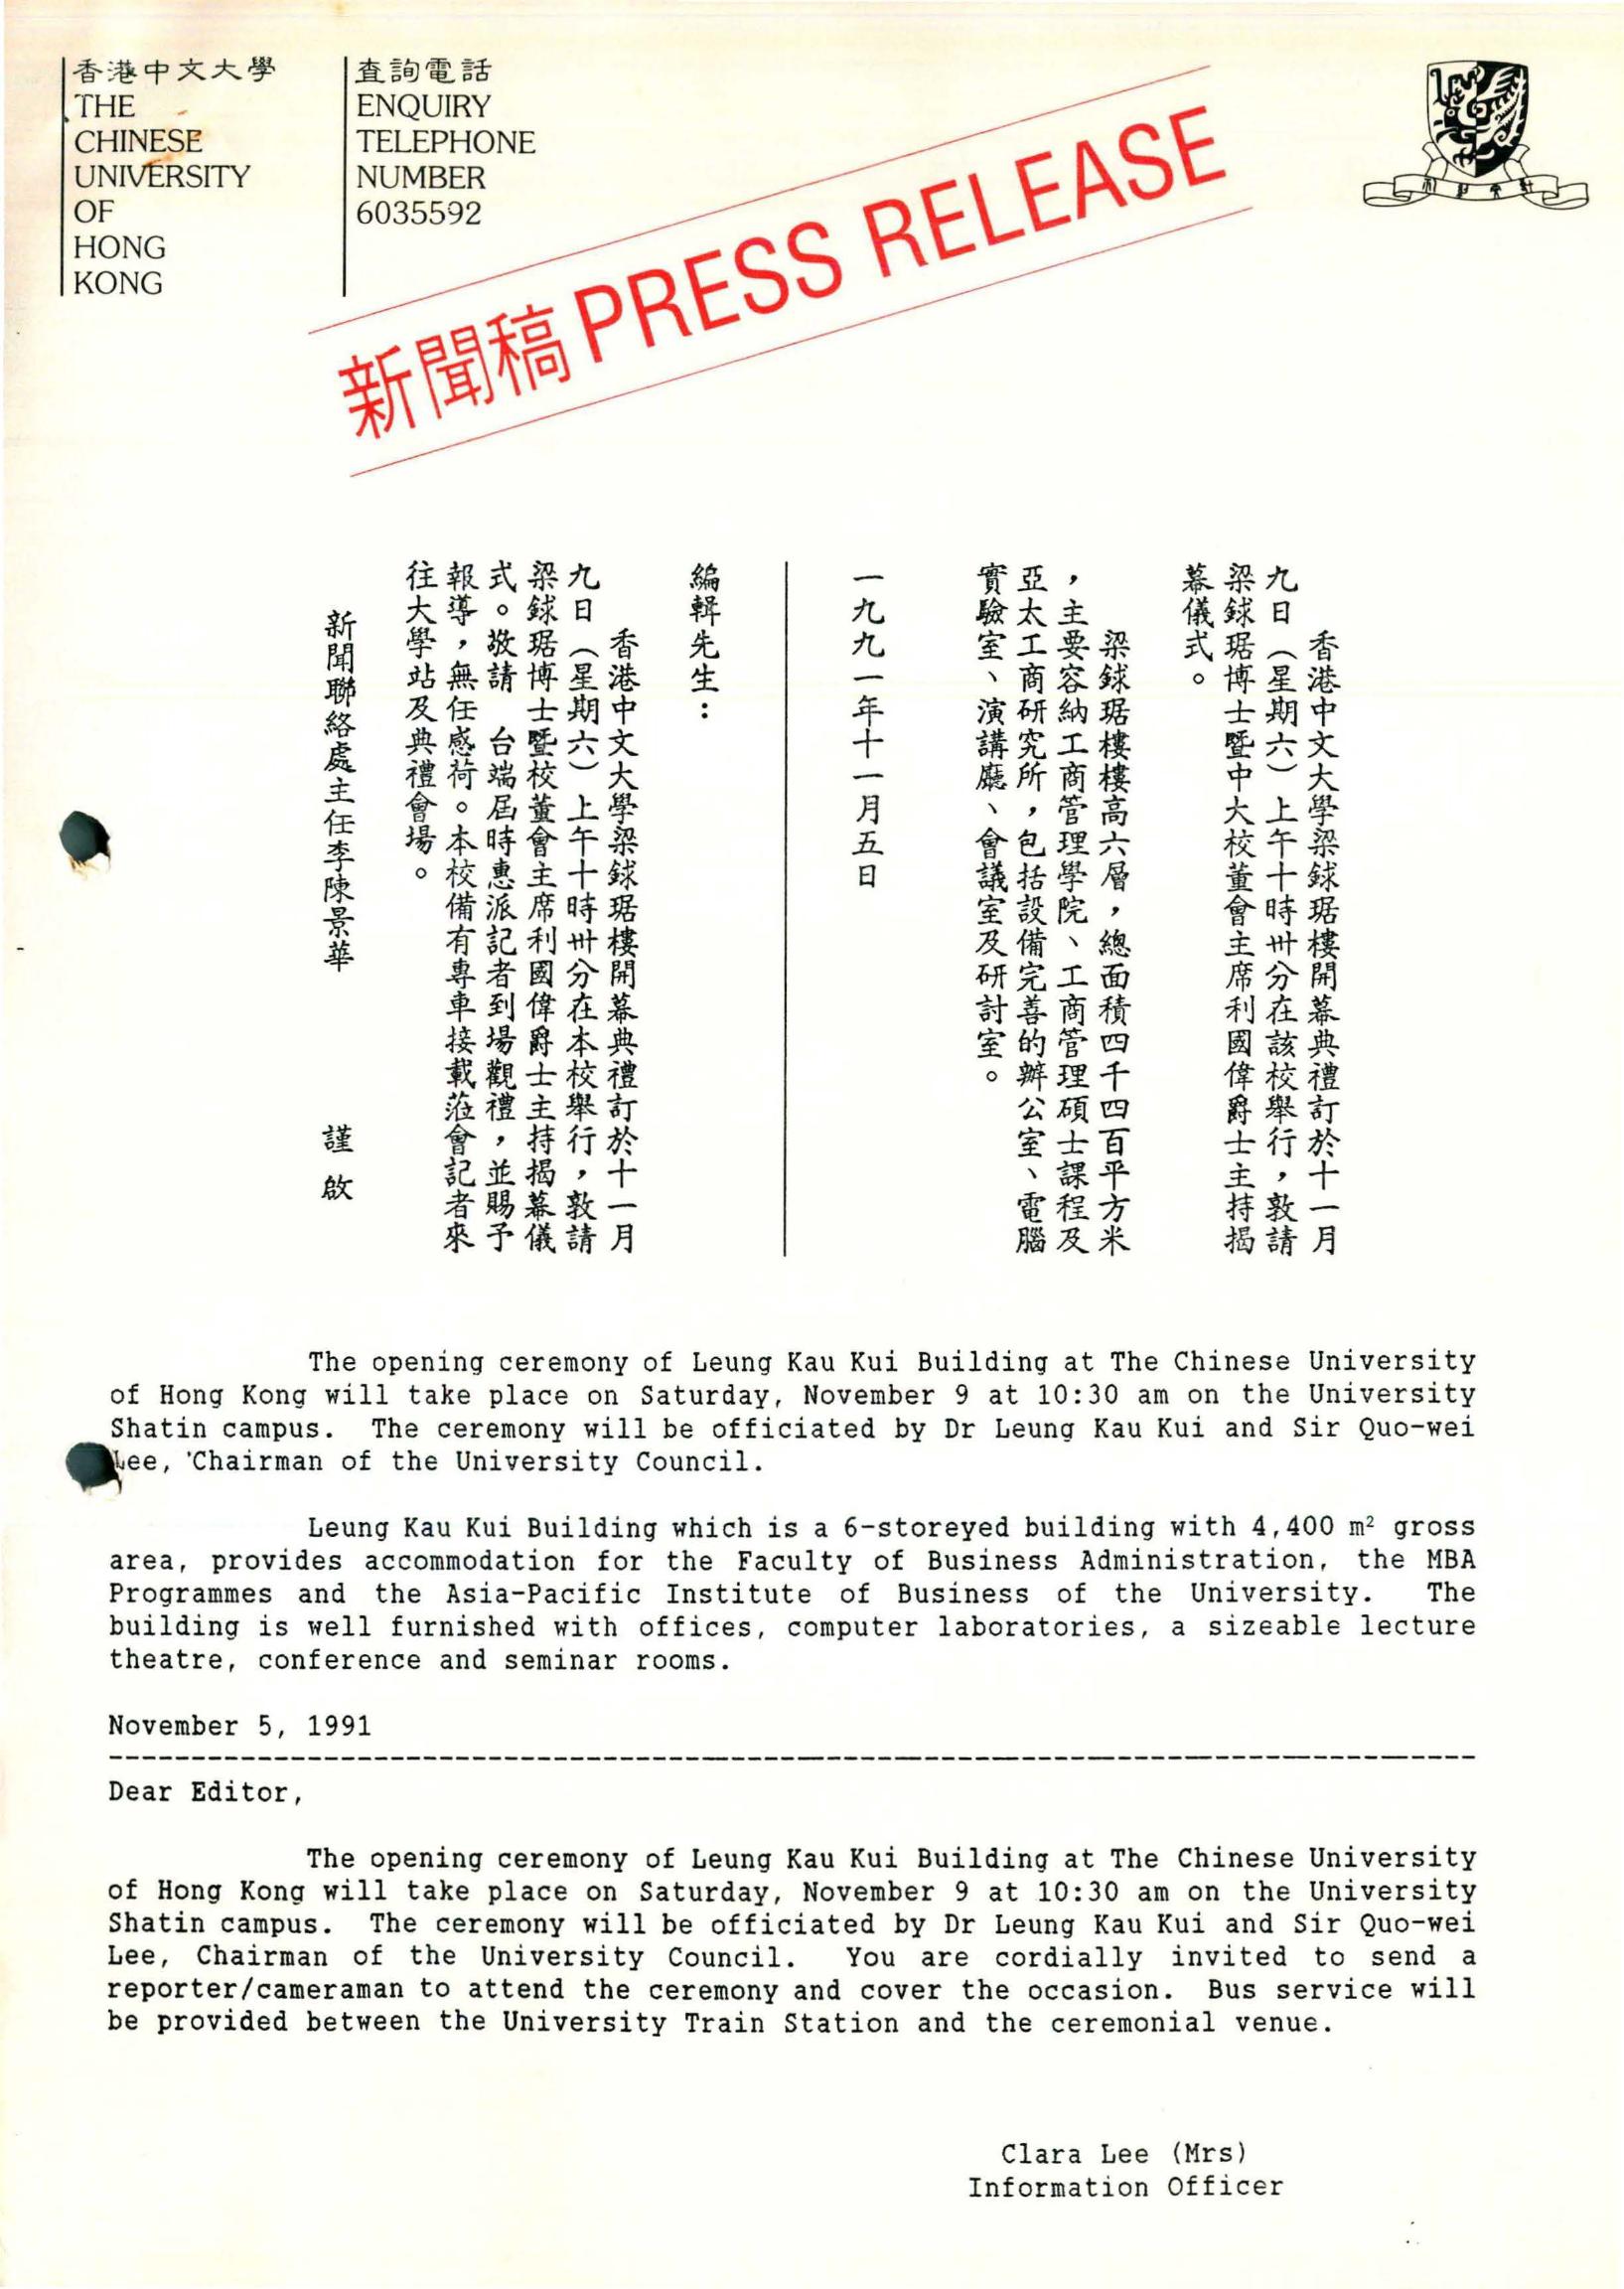 香港中文大學
THE
CHINESE
UNIVERSITY
OF
HONG
KONG
查詢電話
ENQUIRY
TELEPHONE
NUMBER
6035592
新聞稿 PRESS RELEASE
香港中文大學梁銶琚樓開幕典禮訂於十一月
九日（星期六）上午十時卅分在該校舉行，敦請
梁銶琚博士暨中大校董會主席利國偉爵士主持揭
幕儀式。
梁銶琚樓樓高六層，總面積四千四百平方米
，主要容納工商管理學院、工商管理碩士課程及
亞太工商研究所，包括設備完善的辦公室、電腦
實驗室、演講廳、會議室及研討室。
一九九一年十一月五日
編輯先生：
香港中文大學梁銶琚樓開幕典禮訂於十一月
九日（星期六）上午十時卅分在本校舉行，敦請
梁銶琚博士暨校董會主席利國偉爵士主持揭幕儀
式。敬請　台端屆時惠派記者到場觀禮，並賜予
報導，無任感荷。本校備有專車接載蒞會記者來
往大學站及典禮會場。
新聞聯絡處主任李陳景華　　謹啟
The opening ceremony of Leung Kau Kui Building at The Chinese University
of Hong Kong will take place on Saturday, November 9 at 10:30 am on the University
Shatin campus. The ceremony will be officiated by Dr Leung Kau Kui and Sir Quo-wei
Lee, Chairman of the University Council.
Leung Kau Kui Building which is a 6-storeyed building with 4,400 m² gross
area, provides accommodation for the Faculty of Business Administration, the MBA
Programmes and the Asia-Pacific Institute of Business of the University. The
building is well furnished with offices, computer laboratories, a sizeable lecture
theatre, conference and seminar rooms.
November 5, 1991
Dear Editor,
The opening ceremony of Leung Kau Kui Building at The Chinese University
of Hong Kong will take place on Saturday, November 9 at 10:30 am on the University
Shatin campus. The ceremony will be officiated by Dr Leung Kau Kui and Sir Quo-wei
Lee, Chairman of the University Council. You are cordially invited to send a
reporter/cameraman to attend the ceremony and cover the occasion. Bus service will
be provided between the University Train Station and the ceremonial venue.
Clara Lee (Mrs)
Information Officer